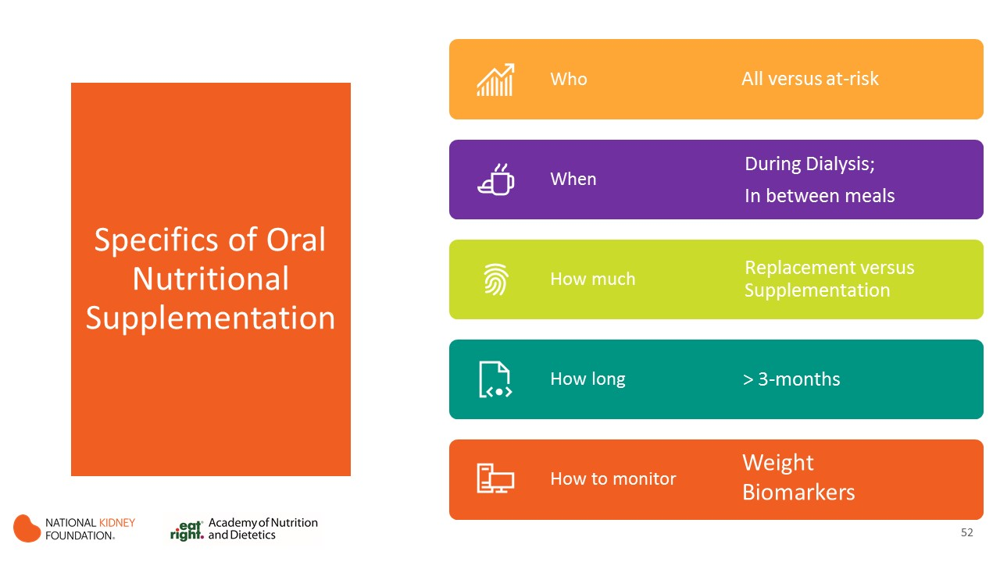 Specifics of Oral
Nutritional
Supplementation
Who
All versus at-risk
When
During Dialysis;
In between meals
How much
Replacement versus
Supplementation
How long
> 3-months
How to monitor
Weight
Biomarkers
NATIONAL KIDNEY
FOUNDATION®
eat
right.
Academy of Nutrition
and Dietetics
52